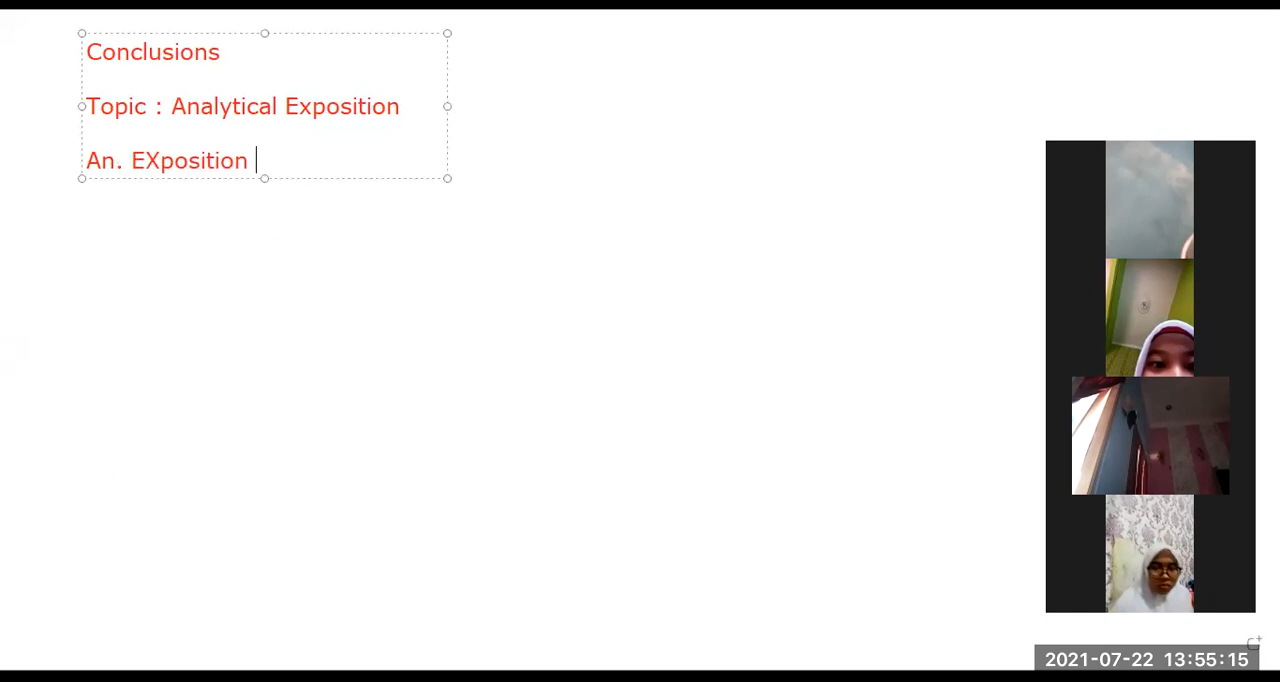 Conclusions
Topic : Analytical Exposition
An. EXposition
2021-07-22 13:55:15